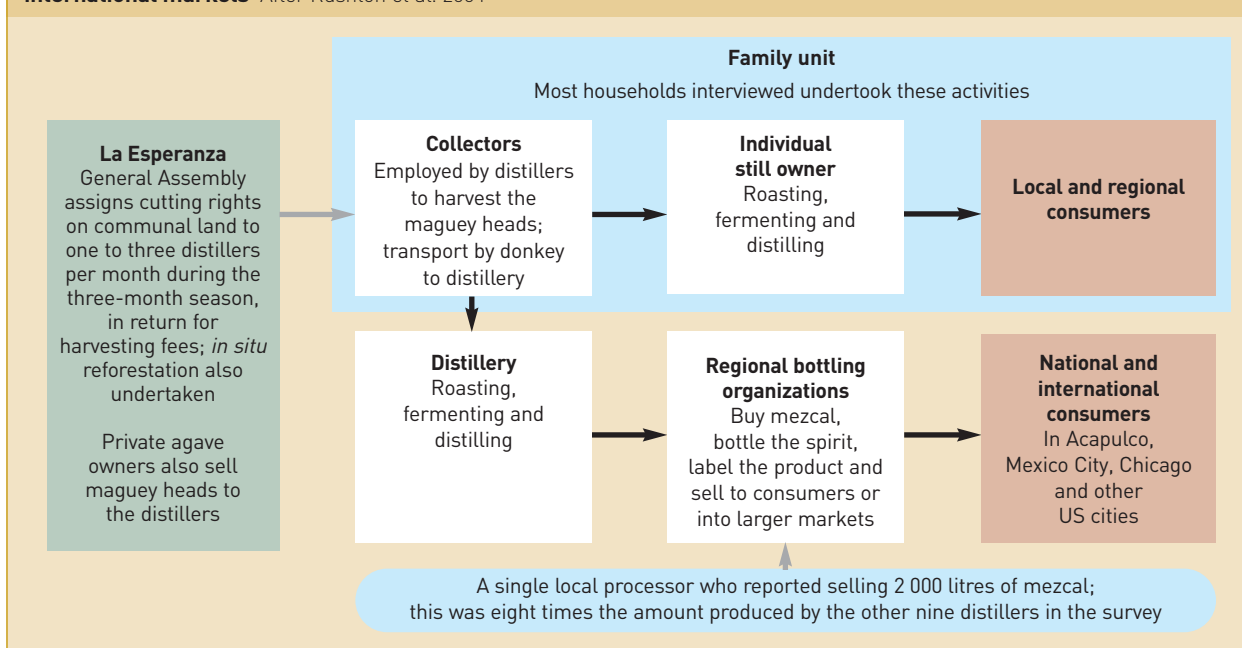 Family unit
Most households interviewed undertook these activities
La Esperanza
General Assembly
assigns cutting rights
on communal land to
one to three distillers
per month during the
three-month season,
in return for
harvesting fees; in situ
reforestation also
undertaken
Private agave
owners also sell
maguey heads to
the distillers
Collectors
Employed by distillers
to harvest the
maguey heads;
transport by donkey
to distillery
Individual
still owner
Roasting,
fermenting and
distilling
Local and regional
consumers
Distillery
Roasting,
fermenting and
distilling
Regional bottling
organizations
Buy mezcal,
bottle the spirit,
label the product and
sell to consumers or
into larger markets
National and
international
consumers
In Acapulco,
Mexico City, Chicago
and other
US cities
A single local processor who reported selling 2 000 litres of mezcal;
this was eight times the amount produced by the other nine distillers in the survey